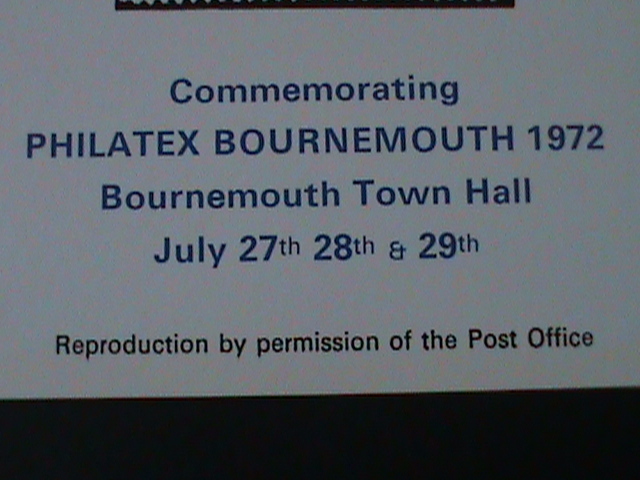 Commemorating
PHILATEX BOURNEMOUTH 1972
Bournemouth Town Hall
July 27th 28th & 29th
Reproduction by permission of the Post Office